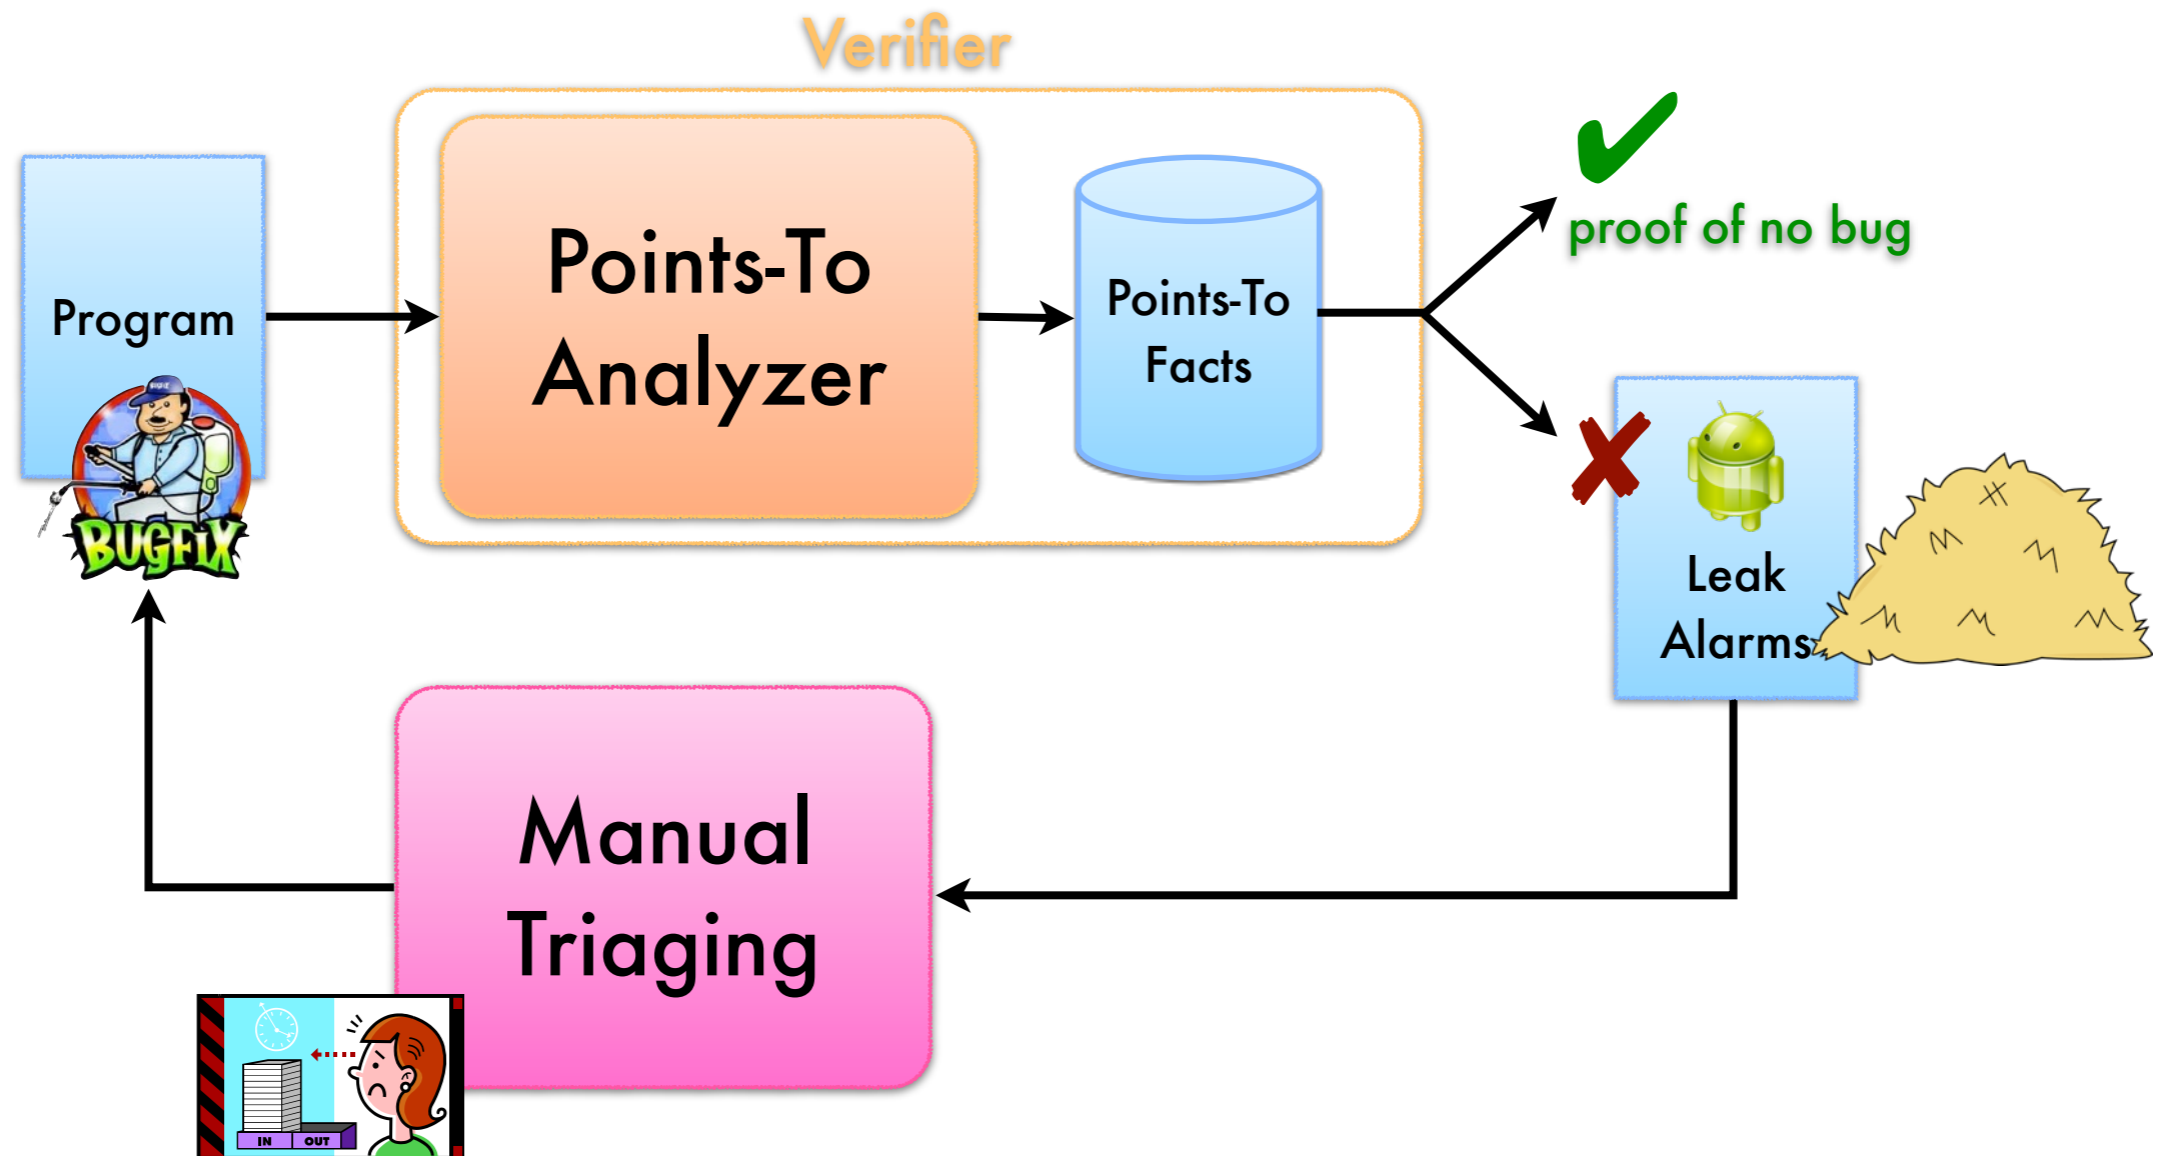 Verifier
Program
Points-To
Analyzer
Points-To
Facts
proof of no bug
Leak
Alarms
BUGFIX
BUGFIX
Manual
Triaging
IN
OUT